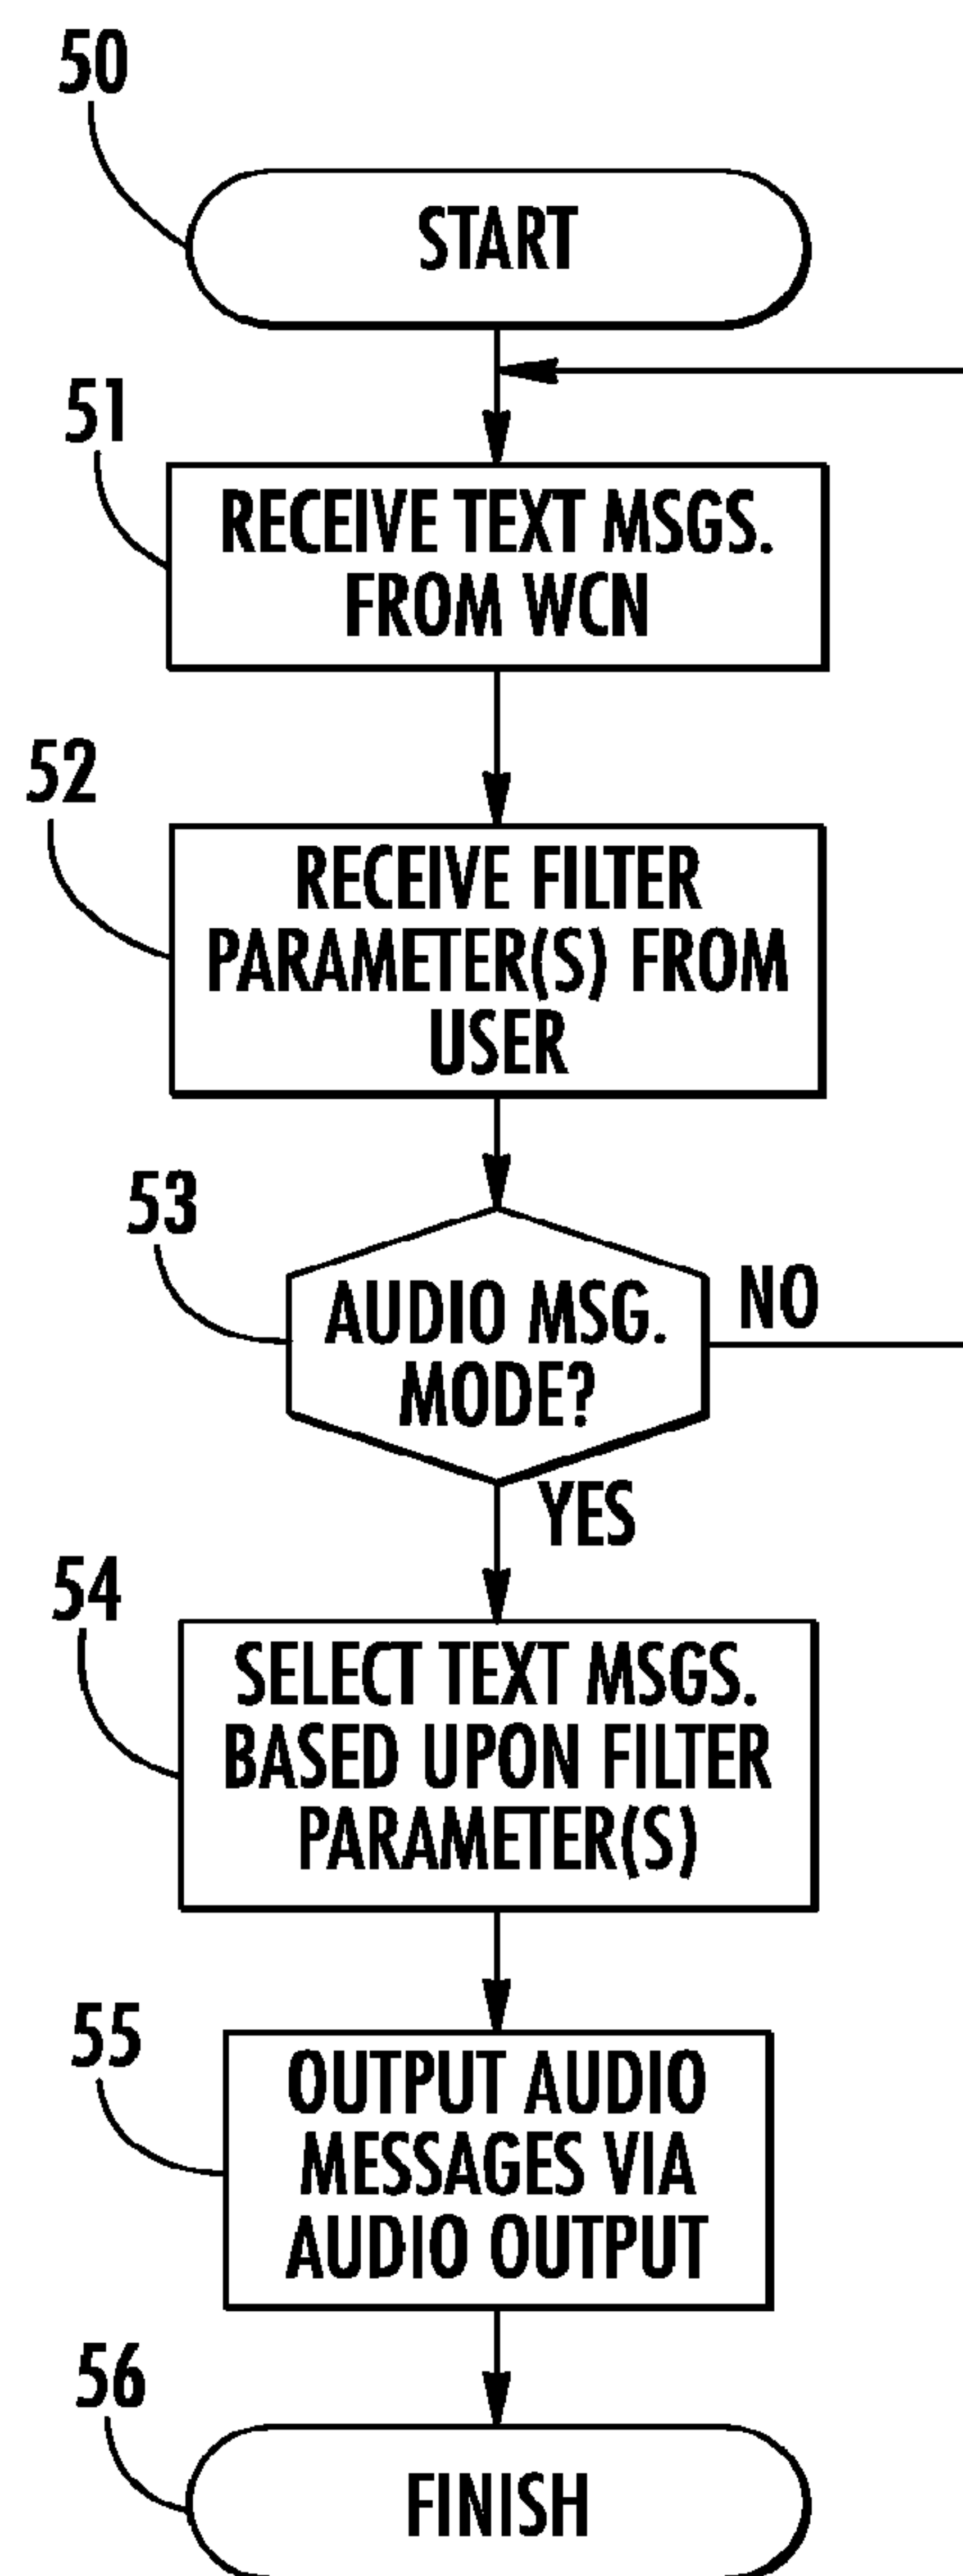 50
START
51
RECEIVE TEXT MSGS.
FROM WCN
52
RECEIVE FILTER
PARAMETER(S) FROM
USER
53
AUDIO MSG.
MODE?
NO
YES
54
SELECT TEXT MSGS.
BASED UPON FILTER
PARAMETER(S)
55
OUTPUT AUDIO
MESSAGES VIA
AUDIO OUTPUT
56
FINISH